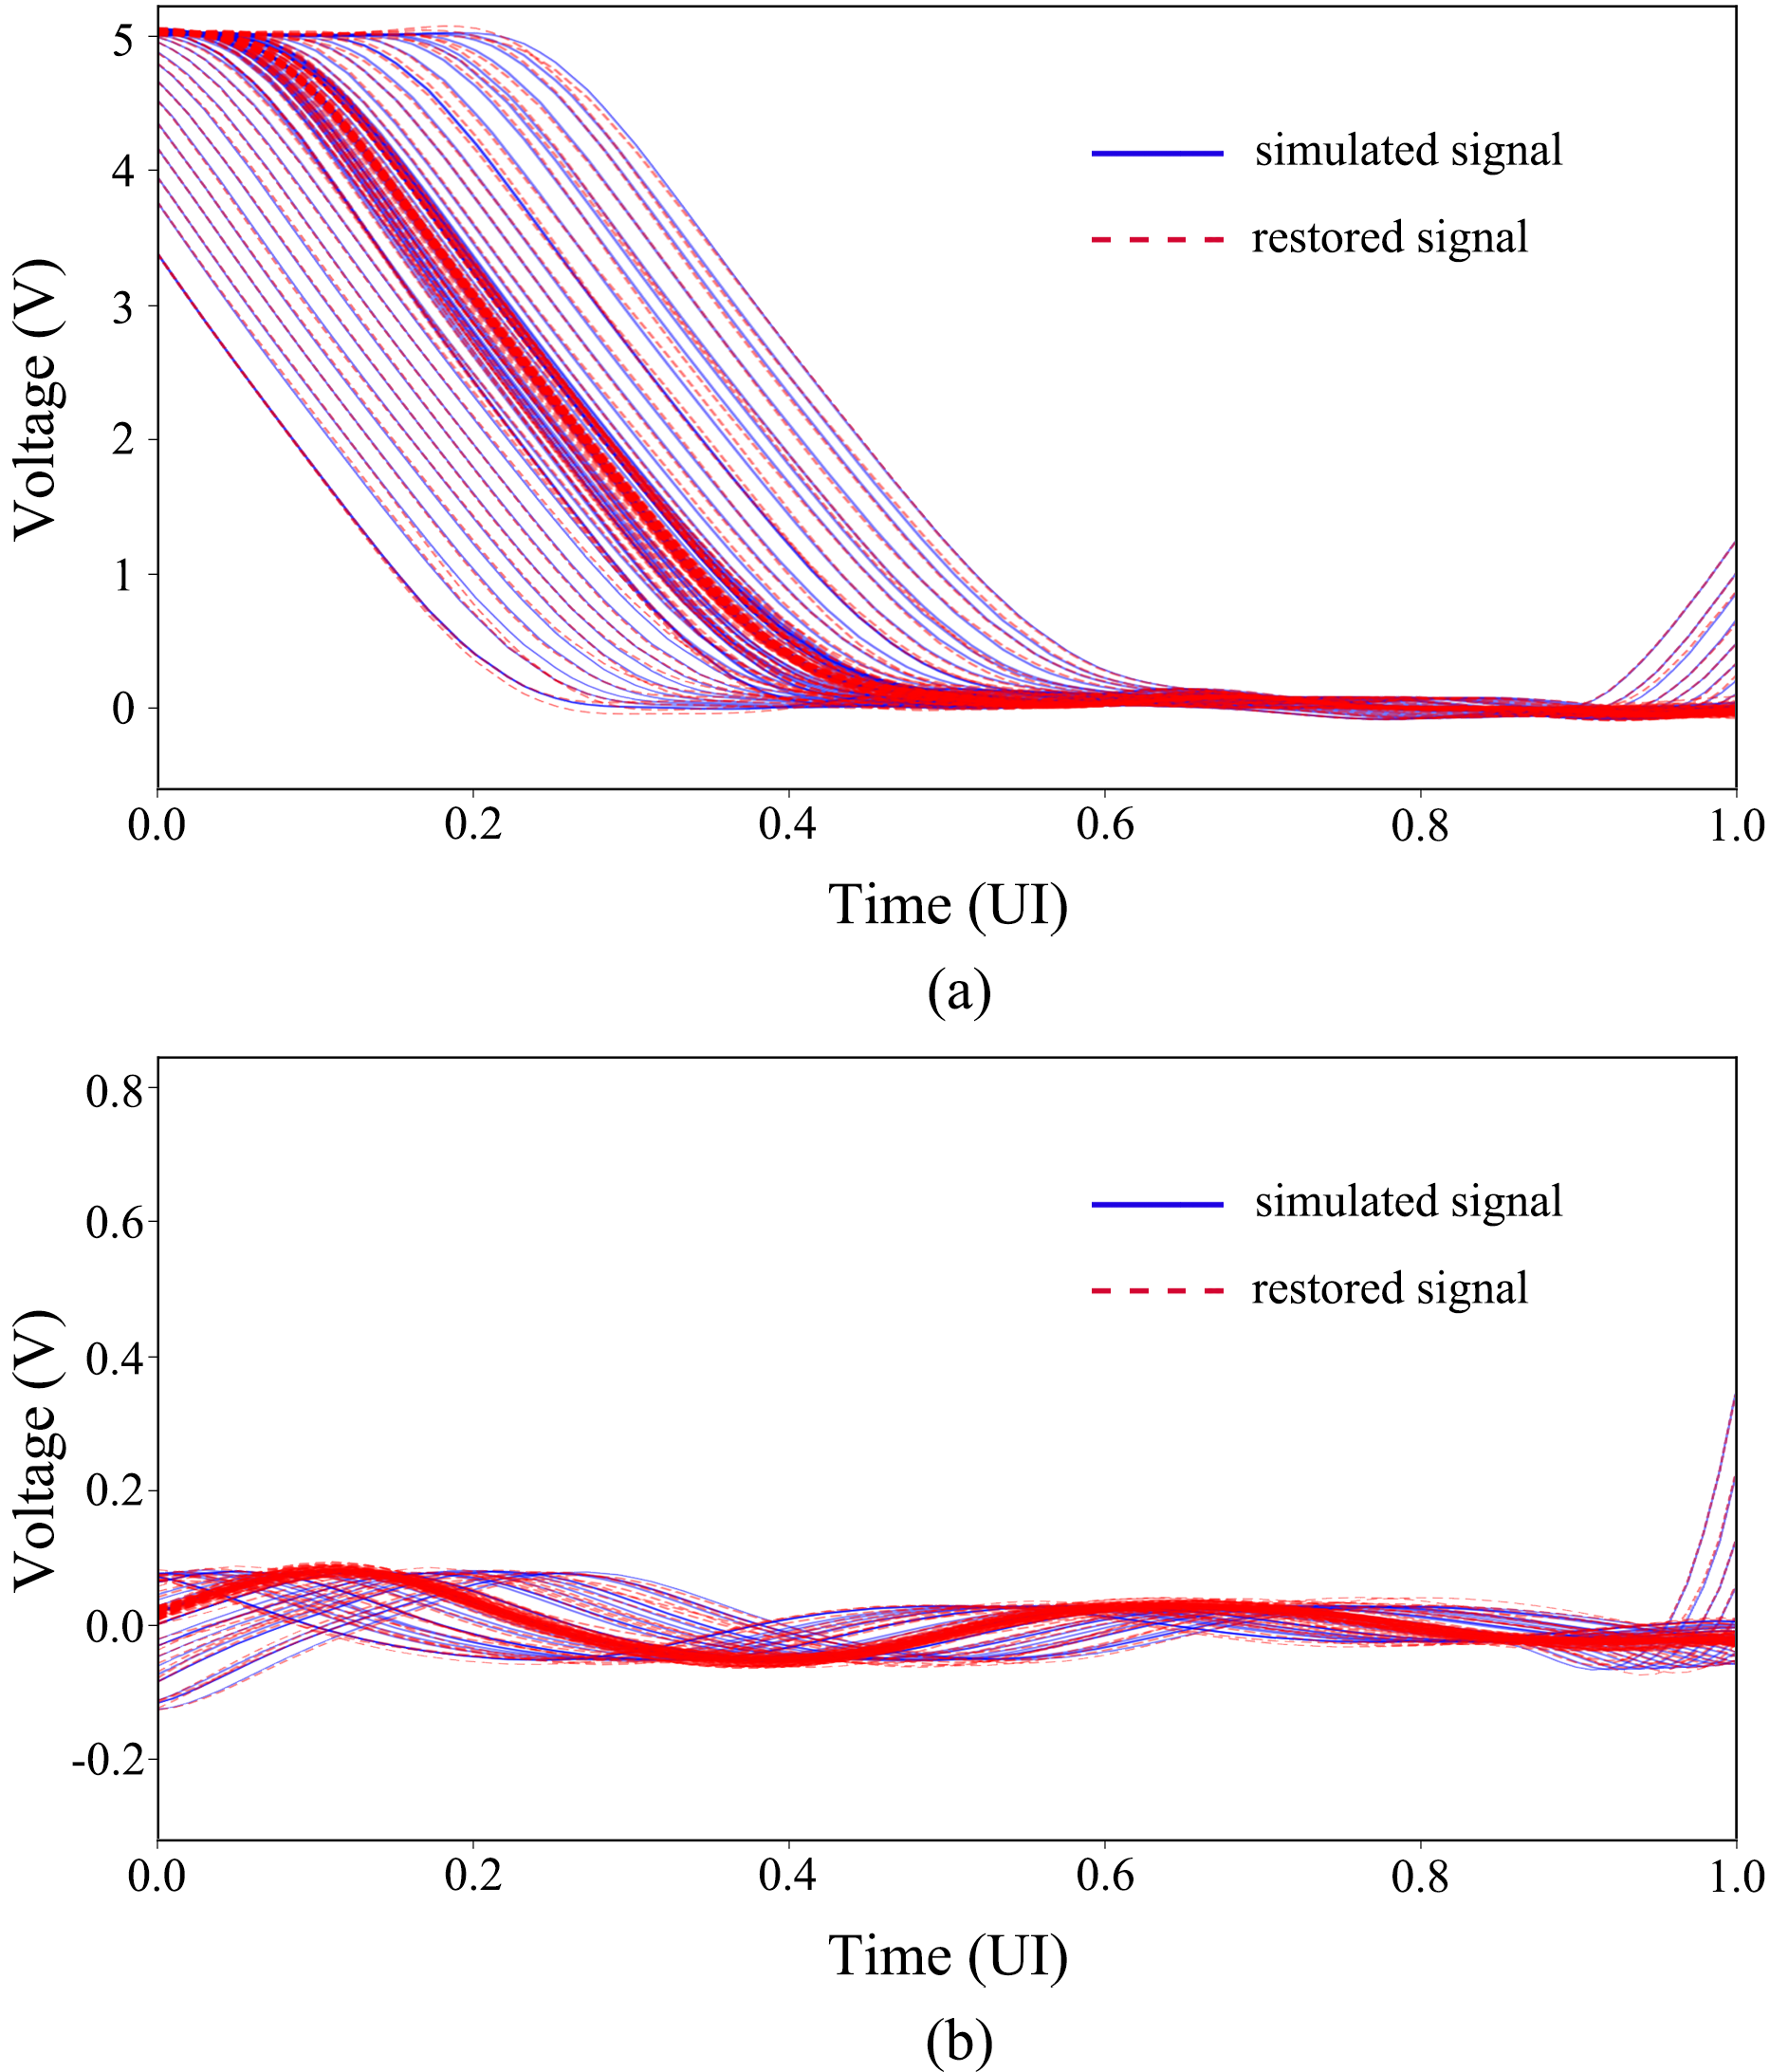 5
4
3
2
1
0
Voltage (V)
simulated signal
restored signal
0.0 0.2 0.4 0.6 0.8 1.0
Time (UI)
(a)
0.8
0.6
0.4
0.2
0.0
-0.2
Voltage (V)
simulated signal
restored signal
0.0 0.2 0.4 0.6 0.8 1.0
Time (UI)
(b)